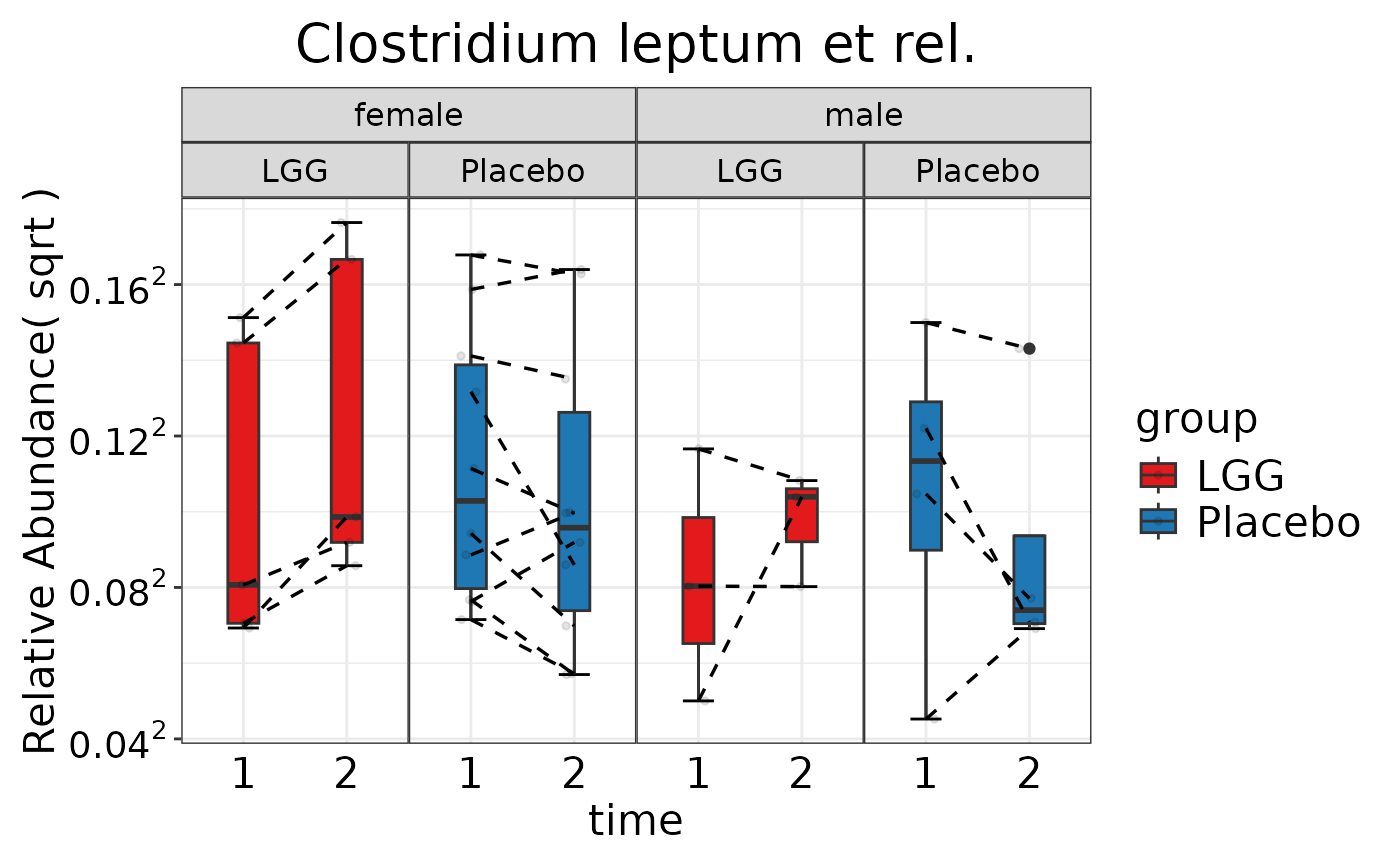 Clostridium leptum et rel.
female male
LGG Placebo LGG Placebo
Relative Abundance( sqrt )
0.16²
0.12²
0.08²
0.04²
1 2 1 2 1 2 1 2
time
group
LGG
Placebo